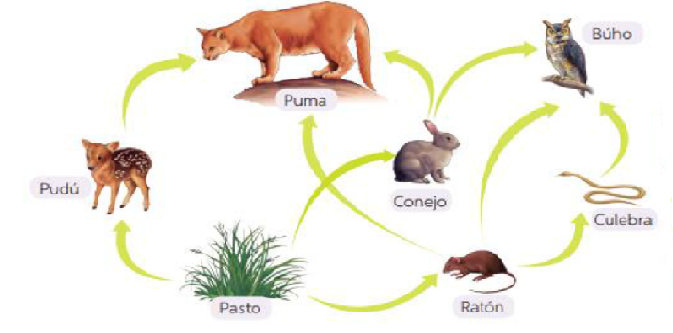 Búho
Puma
Pudú
Conejo
Culebra
Pasto
Ratón